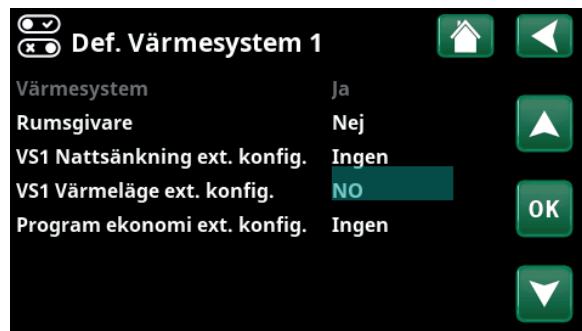 Def. Värmesystem 1
Värmesystem Ja
Rumsgivare Nej
VS1 Nattsänkning ext. konfig. Ingen
VS1 Värmeläge ext. konfig. NO
OK
Program ekonomi ext. konfig. Ingen